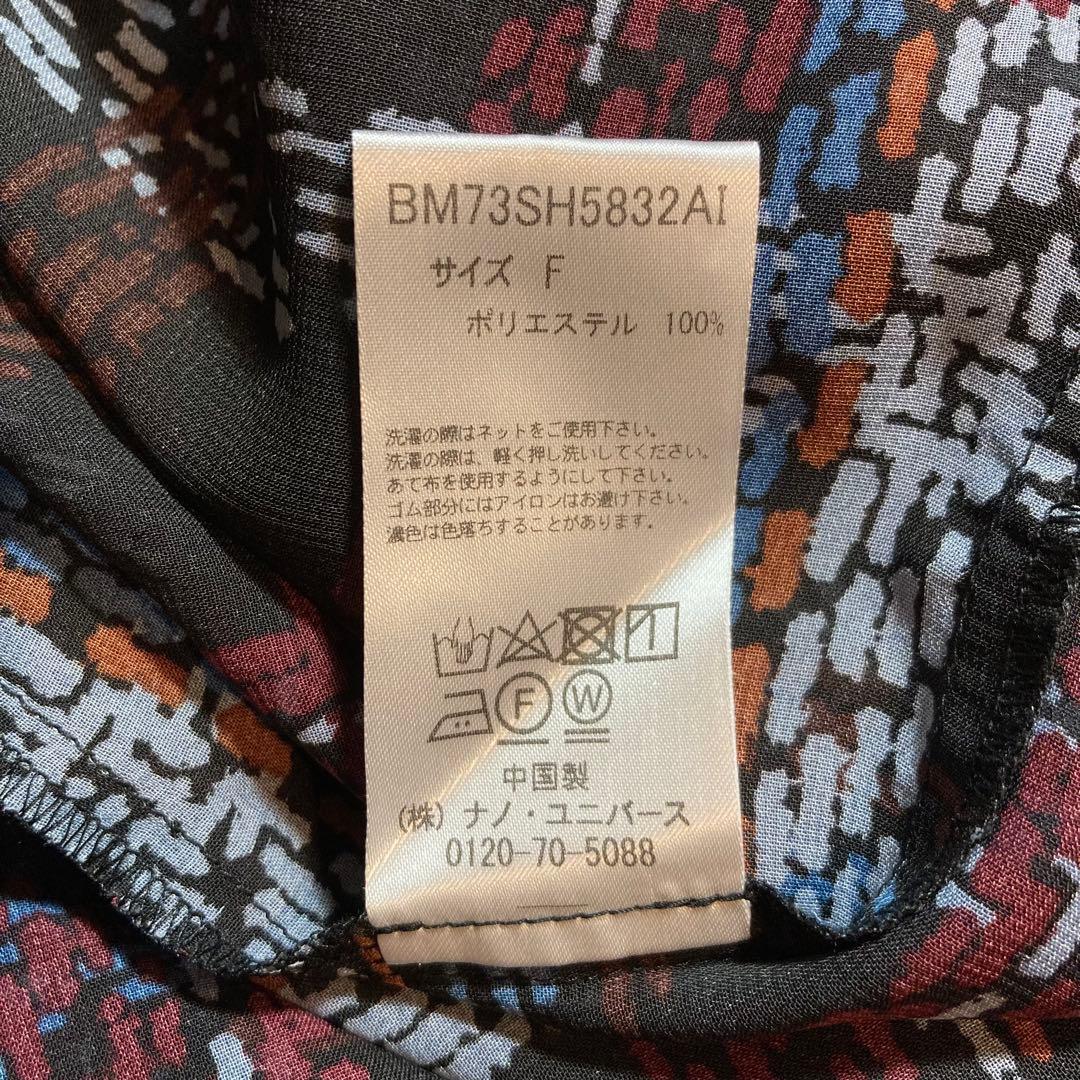 BM73SH5832AI
サイズ F
ポリエステル 100%
洗濯の際はネットをご使用下さい。
洗濯の際は、軽く押し洗いしてください。
あて布を使用するようにして下さい。
ゴム部分にはアイロンはお避け下さい。
濃色は色落ちすることがあります。
F W
中国製
(株) ナノ・ユニバース
0120-70-5088